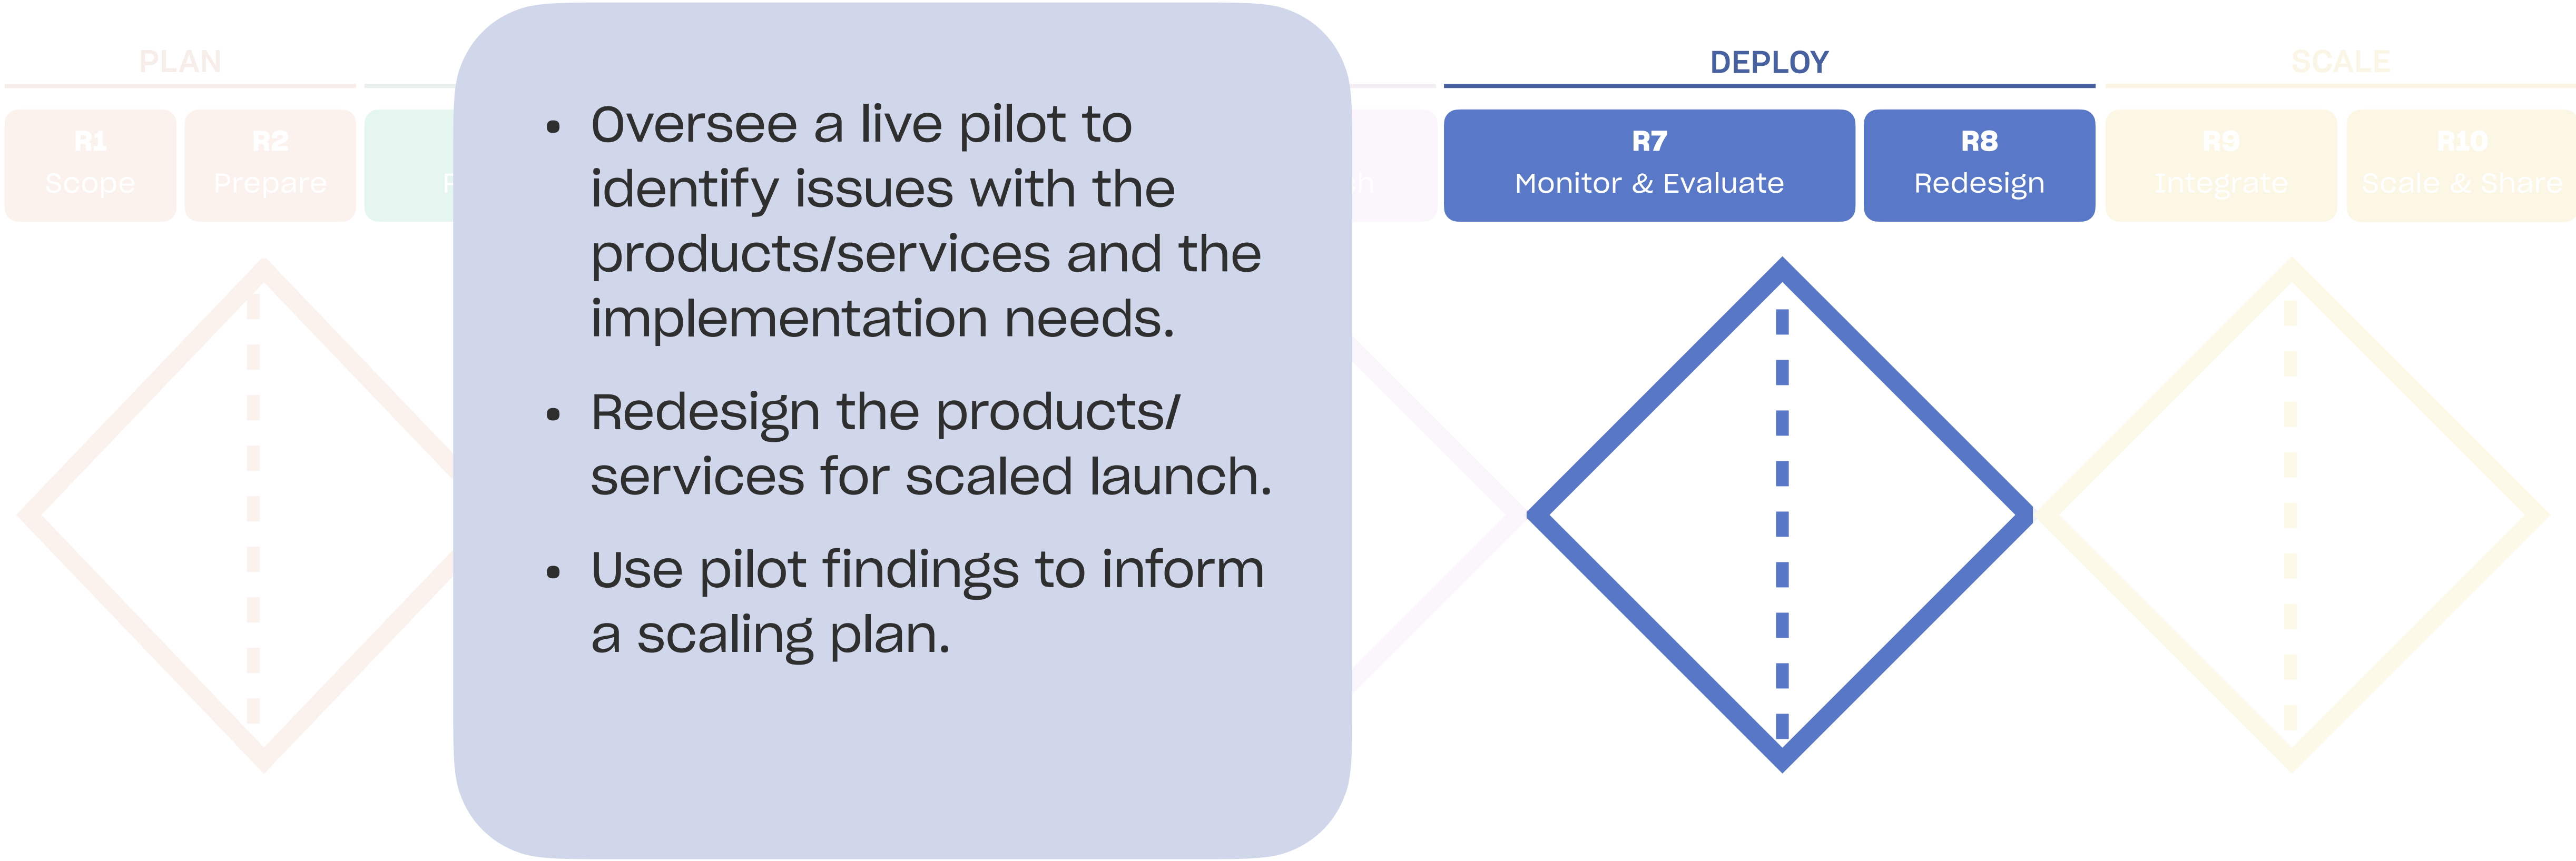 PLAN
DEPLOY
SCALE
R1
Scope
R2
Prepare
R7
Monitor & Evaluate
R8
Redesign
R9
Integrate
R10
Scale & Share
• Oversee a live pilot to
identify issues with the
products/services and the
implementation needs.
• Redesign the products/
services for scaled launch.
• Use pilot findings to inform
a scaling plan.